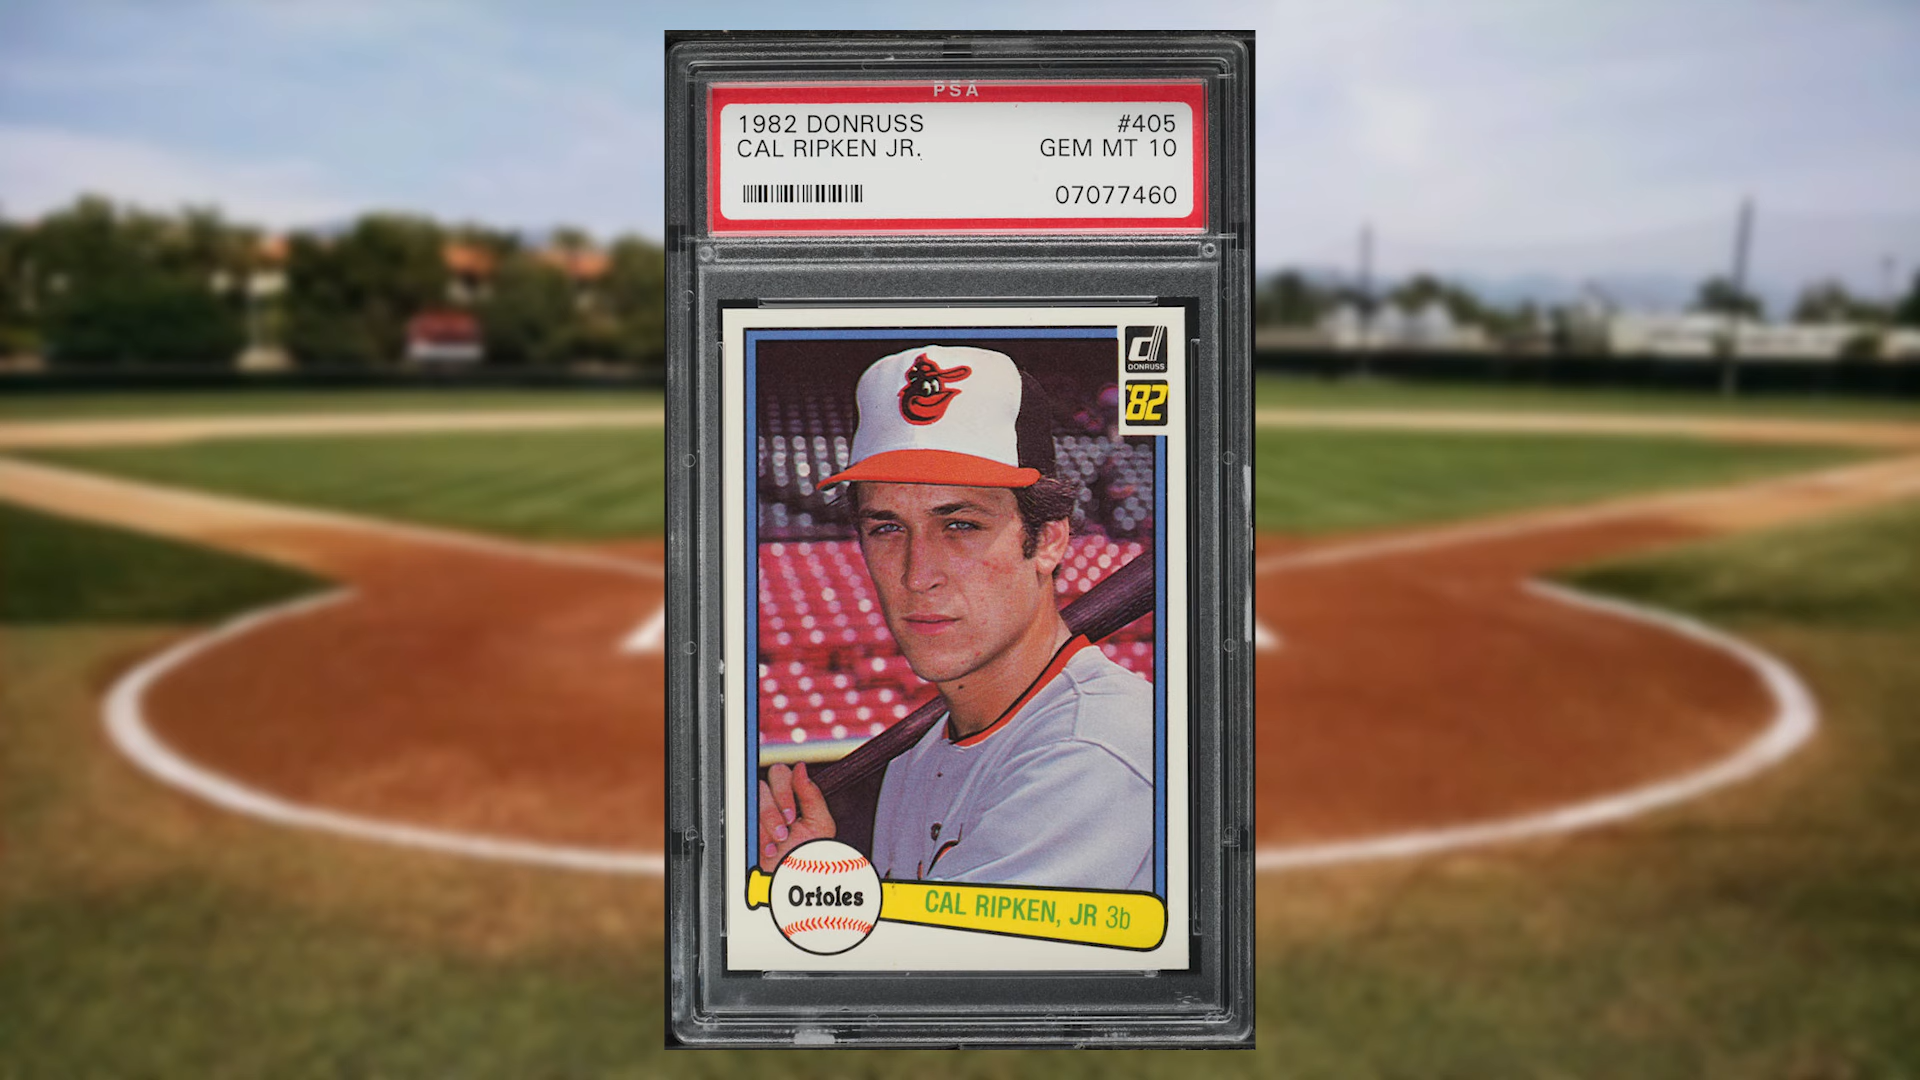 PSA
1982 DONRUSS #405
CAL RIPKEN JR. GEM MT 10
07077460
d
DONRUSS
'82
Orioles
CAL RIPKEN, JR 3b